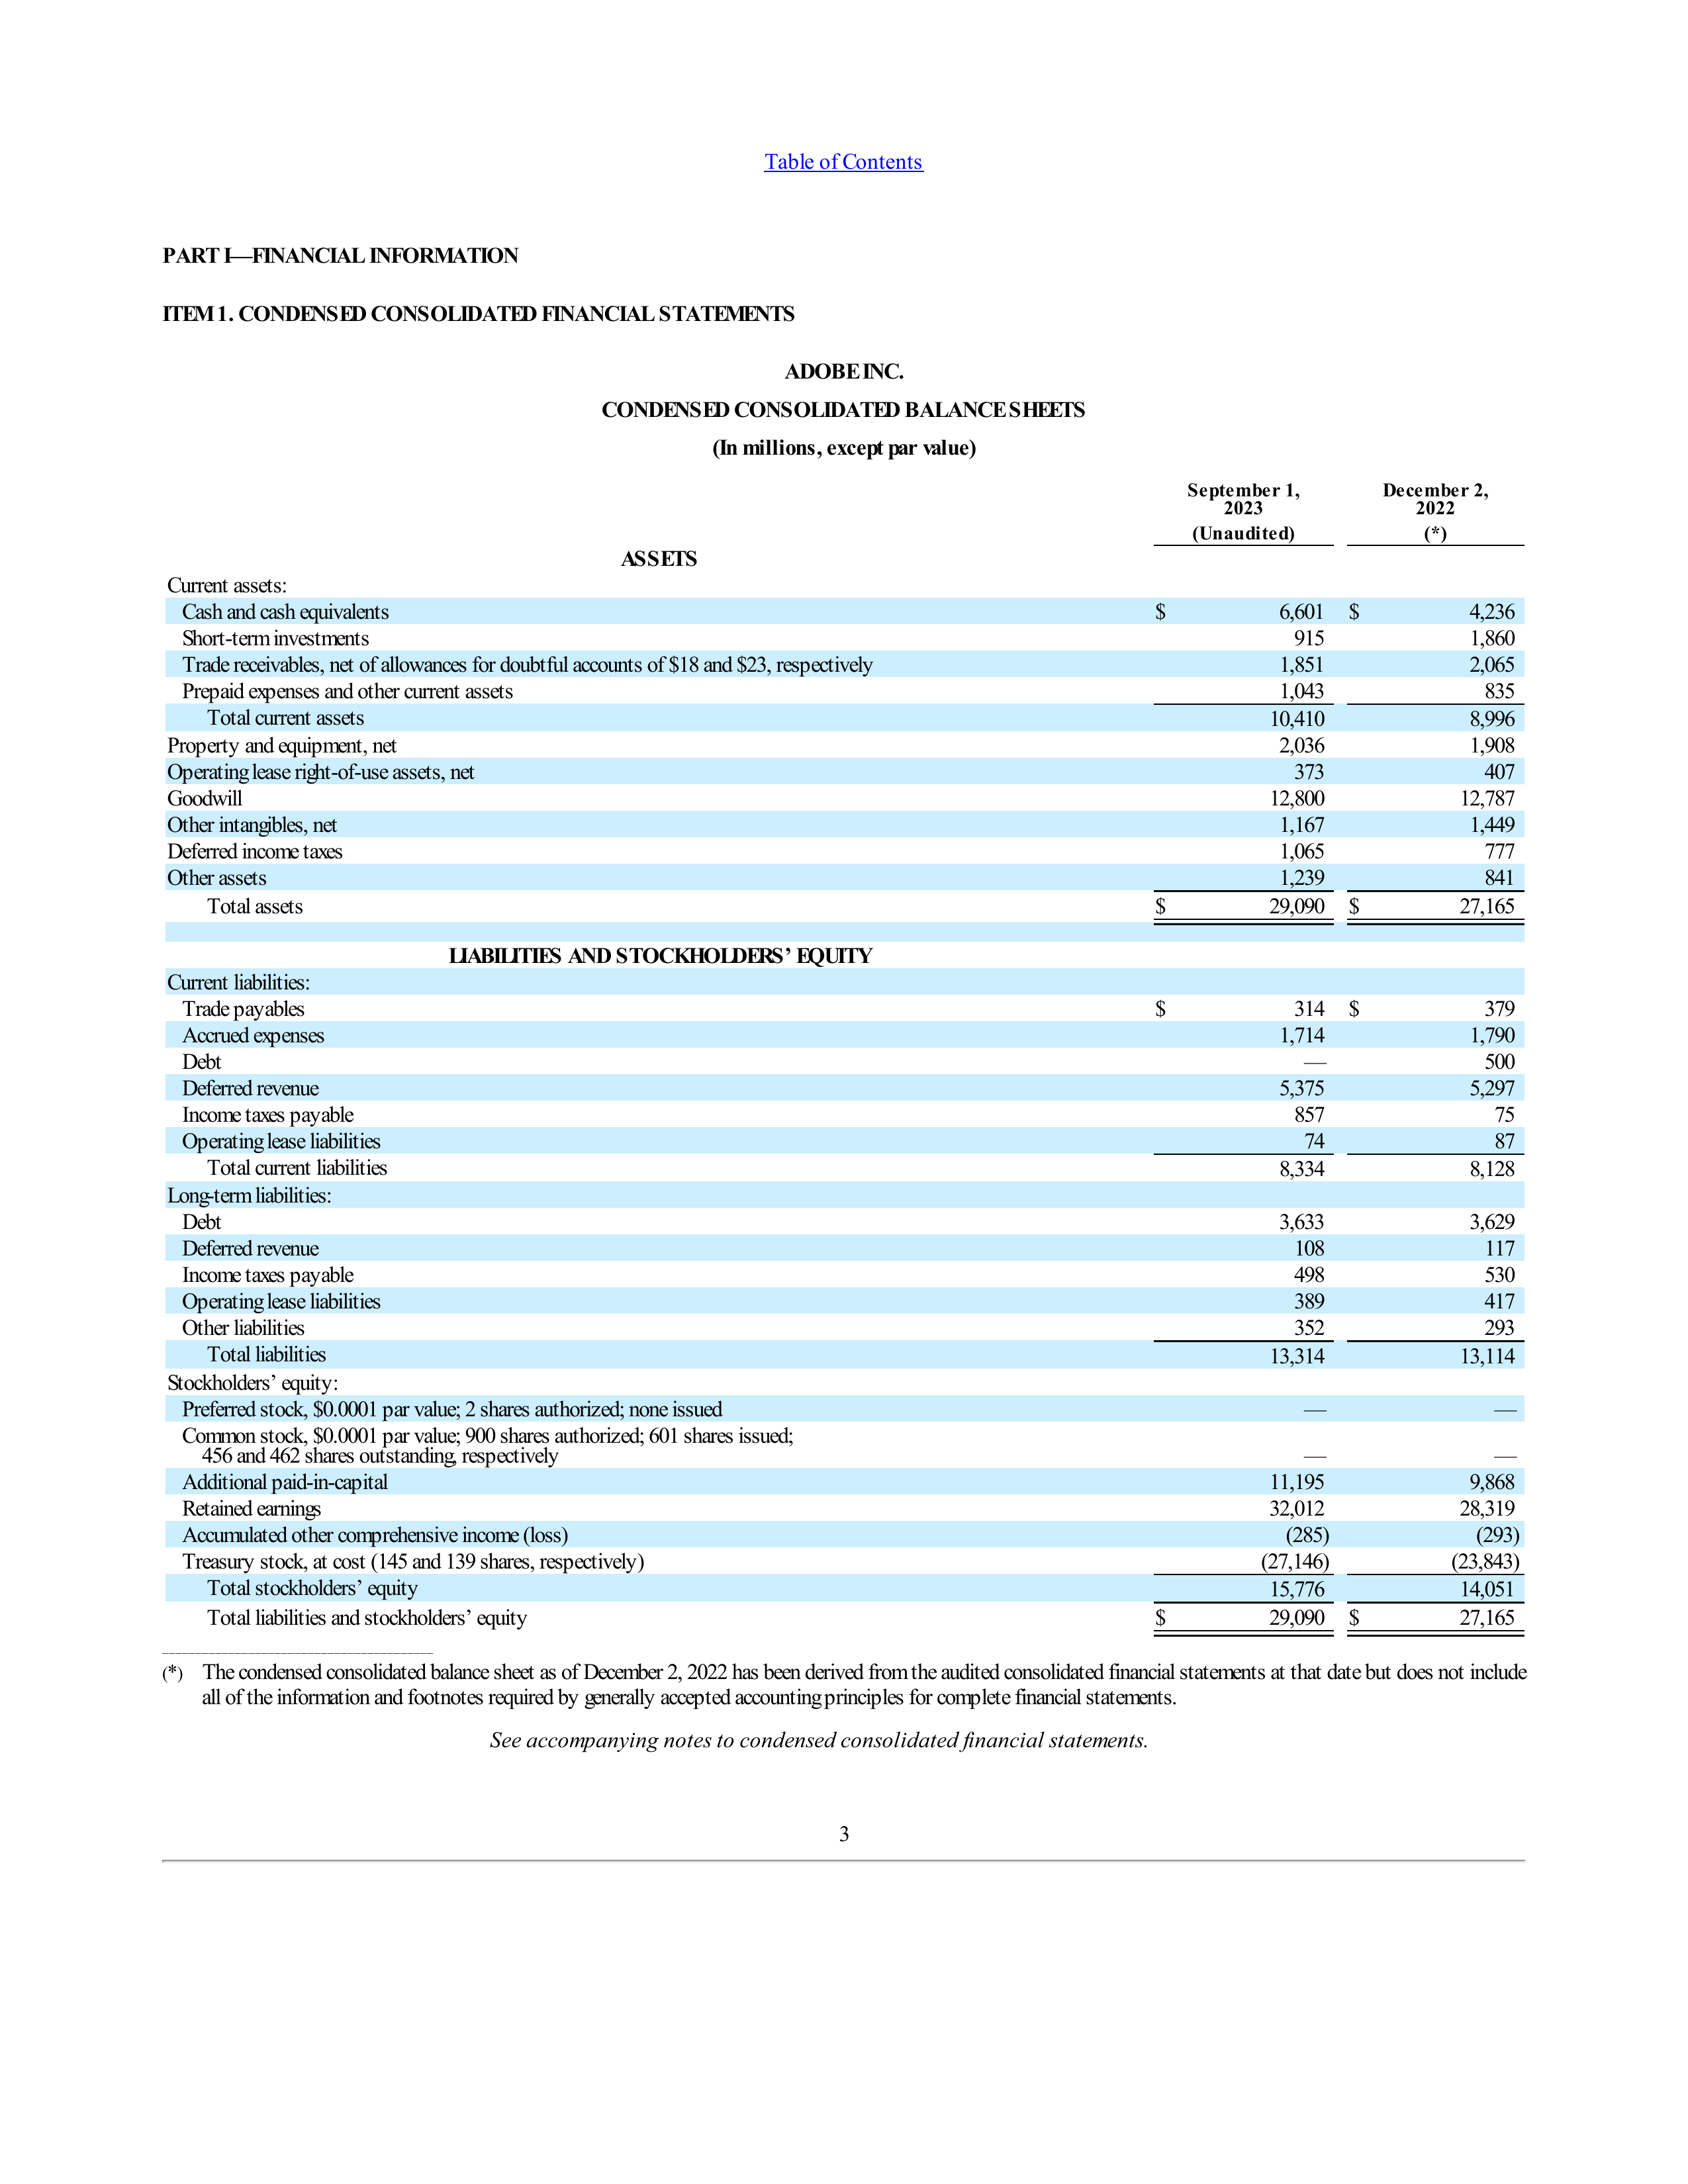 Table of Contents
PART I—FINANCIAL INFORMATION
ITEM 1. CONDENSED CONSOLIDATED FINANCIAL STATEMENTS
ADOBE INC.
CONDENSED CONSOLIDATED BALANCE SHEETS
(In millions, except par value)
September 1, 2023 (Unaudited) December 2, 2022 (*)
ASSETS
Current assets:
Cash and cash equivalents $ 6,601 $ 4,236
Short-term investments 915 1,860
Trade receivables, net of allowances for doubtful accounts of $18 and $23, respectively 1,851 2,065
Prepaid expenses and other current assets 1,043 835
Total current assets 10,410 8,996
Property and equipment, net 2,036 1,908
Operating lease right-of-use assets, net 373 407
Goodwill 12,800 12,787
Other intangibles, net 1,167 1,449
Deferred income taxes 1,065 777
Other assets 1,239 841
Total assets $ 29,090 $ 27,165
LIABILITIES AND STOCKHOLDERS’ EQUITY
Current liabilities:
Trade payables $ 314 $ 379
Accrued expenses 1,714 1,790
Debt — 500
Deferred revenue 5,375 5,297
Income taxes payable 857 75
Operating lease liabilities 74 87
Total current liabilities 8,334 8,128
Long-term liabilities:
Debt 3,633 3,629
Deferred revenue 108 117
Income taxes payable 498 530
Operating lease liabilities 389 417
Other liabilities 352 293
Total liabilities 13,314 13,114
Stockholders’ equity:
Preferred stock, $0.0001 par value; 2 shares authorized; none issued — —
Common stock, $0.0001 par value; 900 shares authorized; 601 shares issued;
456 and 462 shares outstanding, respectively — —
Additional paid-in-capital 11,195 9,868
Retained earnings 32,012 28,319
Accumulated other comprehensive income (loss) (285) (293)
Treasury stock, at cost (145 and 139 shares, respectively) (27,146) (23,843)
Total stockholders’ equity 15,776 14,051
Total liabilities and stockholders’ equity $ 29,090 $ 27,165
(*) The condensed consolidated balance sheet as of December 2, 2022 has been derived from the audited consolidated financial statements at that date but does not include
all of the information and footnotes required by generally accepted accounting principles for complete financial statements.
See accompanying notes to condensed consolidated financial statements.
3